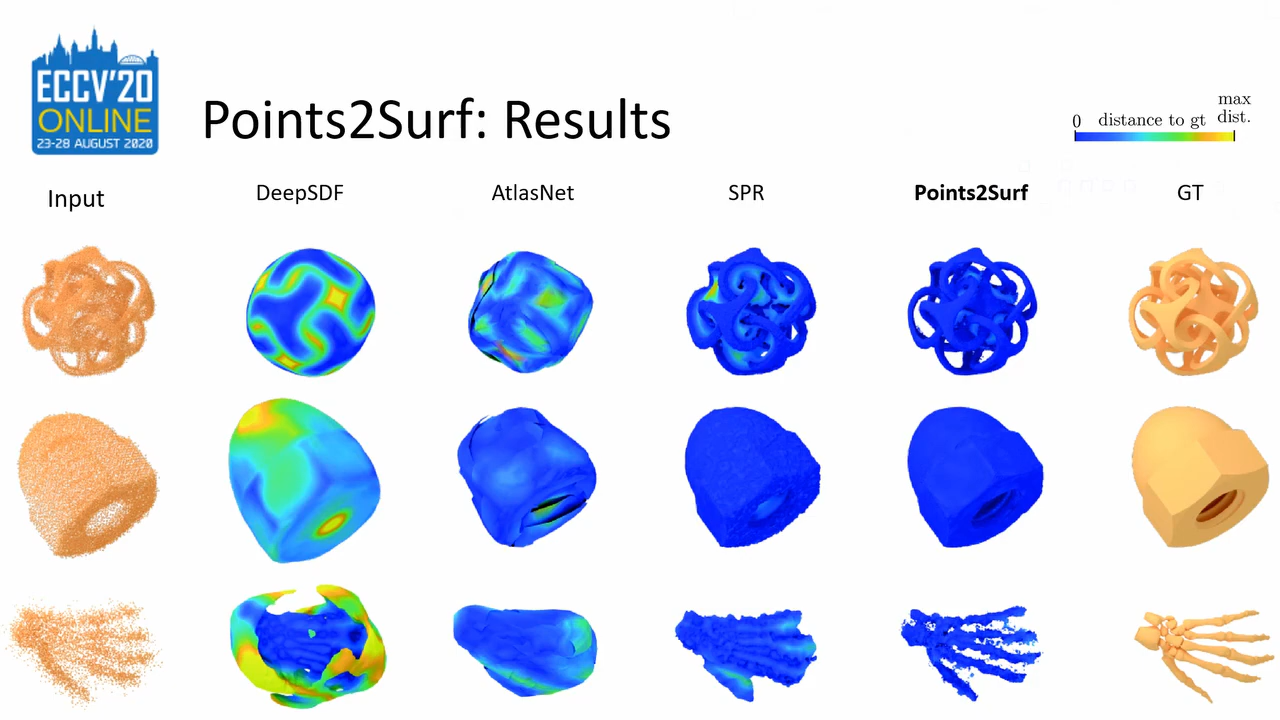 ECCV'20
ONLINE
23-28 AUGUST 2020
Points2Surf: Results
0 distance to gt max dist.
Input DeepSDF AtlasNet SPR Points2Surf GT